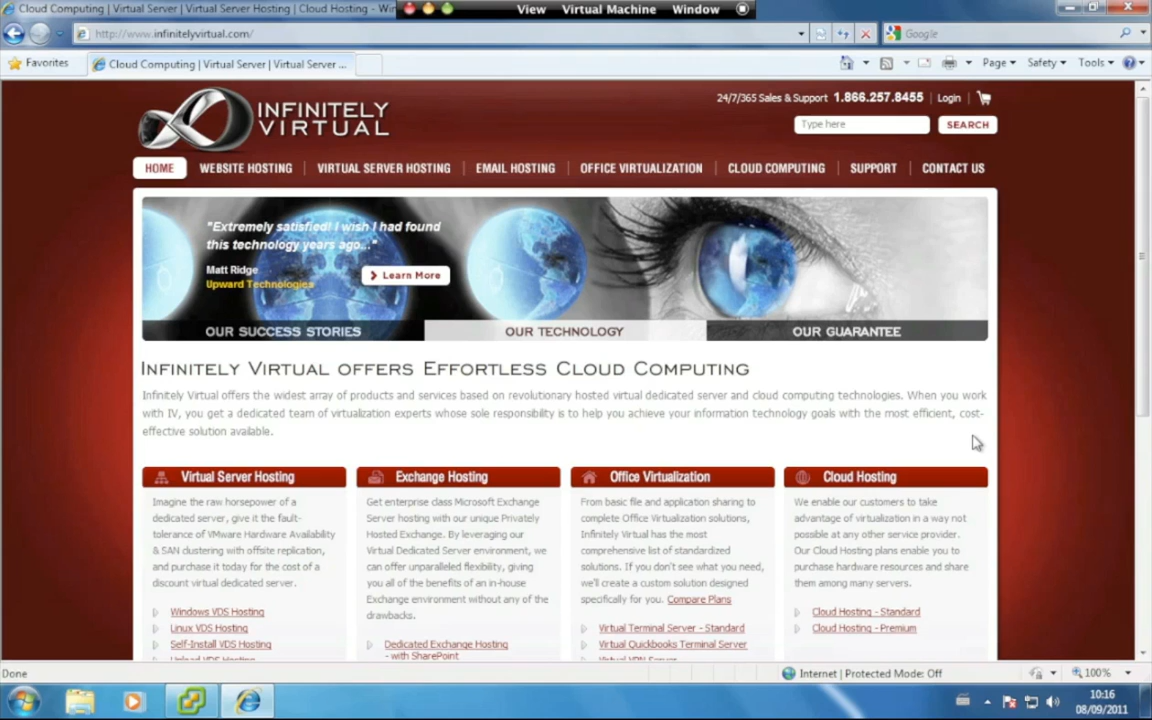 Cloud Computing | Virtual Server | Virtual Server Hosting | Cloud Hosting - Win
View Virtual Machine Window
http://www.infinitelyvirtual.com/
Google
Favorites
Cloud Computing | Virtual Server | Virtual Server ...
Page Safety Tools
24/7/365 Sales & Support 1.866.257.8455 | Login |
INFINITELY
VIRTUAL
Type here SEARCH
HOME WEBSITE HOSTING | VIRTUAL SERVER HOSTING | EMAIL HOSTING | OFFICE VIRTUALIZATION | CLOUD COMPUTING | SUPPORT | CONTACT US
"Extremely satisfied! I wish I had found
this technology years ago..."
Matt Ridge
Upward Technologies
Learn More
OUR SUCCESS STORIES OUR TECHNOLOGY OUR GUARANTEE
INFINITELY VIRTUAL OFFERS EFFORTLESS CLOUD COMPUTING
Infinitely Virtual offers the widest array of products and services based on revolutionary hosted virtual dedicated server and cloud computing technologies. When you work
with IV, you get a dedicated team of virtualization experts whose sole responsibility is to help you achieve your information technology goals with the most efficient, cost-
effective solution available.
Virtual Server Hosting
Imagine the raw horsepower of a
dedicated server, give it the fault-
tolerance of VMware Hardware Availability
& SAN clustering with offsite replication,
and purchase it today for the cost of a
discount virtual dedicated server.
Windows VDS Hosting
Linux VDS Hosting
Self-Install VDS Hosting
Upload VDS Hosting
Exchange Hosting
Get enterprise class Microsoft Exchange
Server hosting with our unique Privately
Hosted Exchange. By leveraging our
Virtual Dedicated Server environment, we
can offer unparalleled flexibility, giving
you all of the benefits of an in-house
Exchange environment without any of the
drawbacks.
Dedicated Exchange Hosting
- with SharePoint
Office Virtualization
From basic file and application sharing to
complete Office Virtualization solutions,
Infinitely Virtual has the most
comprehensive list of standardized
solutions. If you don't see what you need,
we'll create a custom solution designed
specifically for you. Compare Plans
Virtual Terminal Server - Standard
Virtual Quickbooks Terminal Server
Virtual VPN Server
Cloud Hosting
We enable our customers to take
advantage of virtualization in a way not
possible at any other service provider.
Our Cloud Hosting plans enable you to
purchase hardware resources and share
them among many servers.
Cloud Hosting - Standard
Cloud Hosting - Premium
Done
Internet | Protected Mode: Off
100%
10:16
08/09/2011